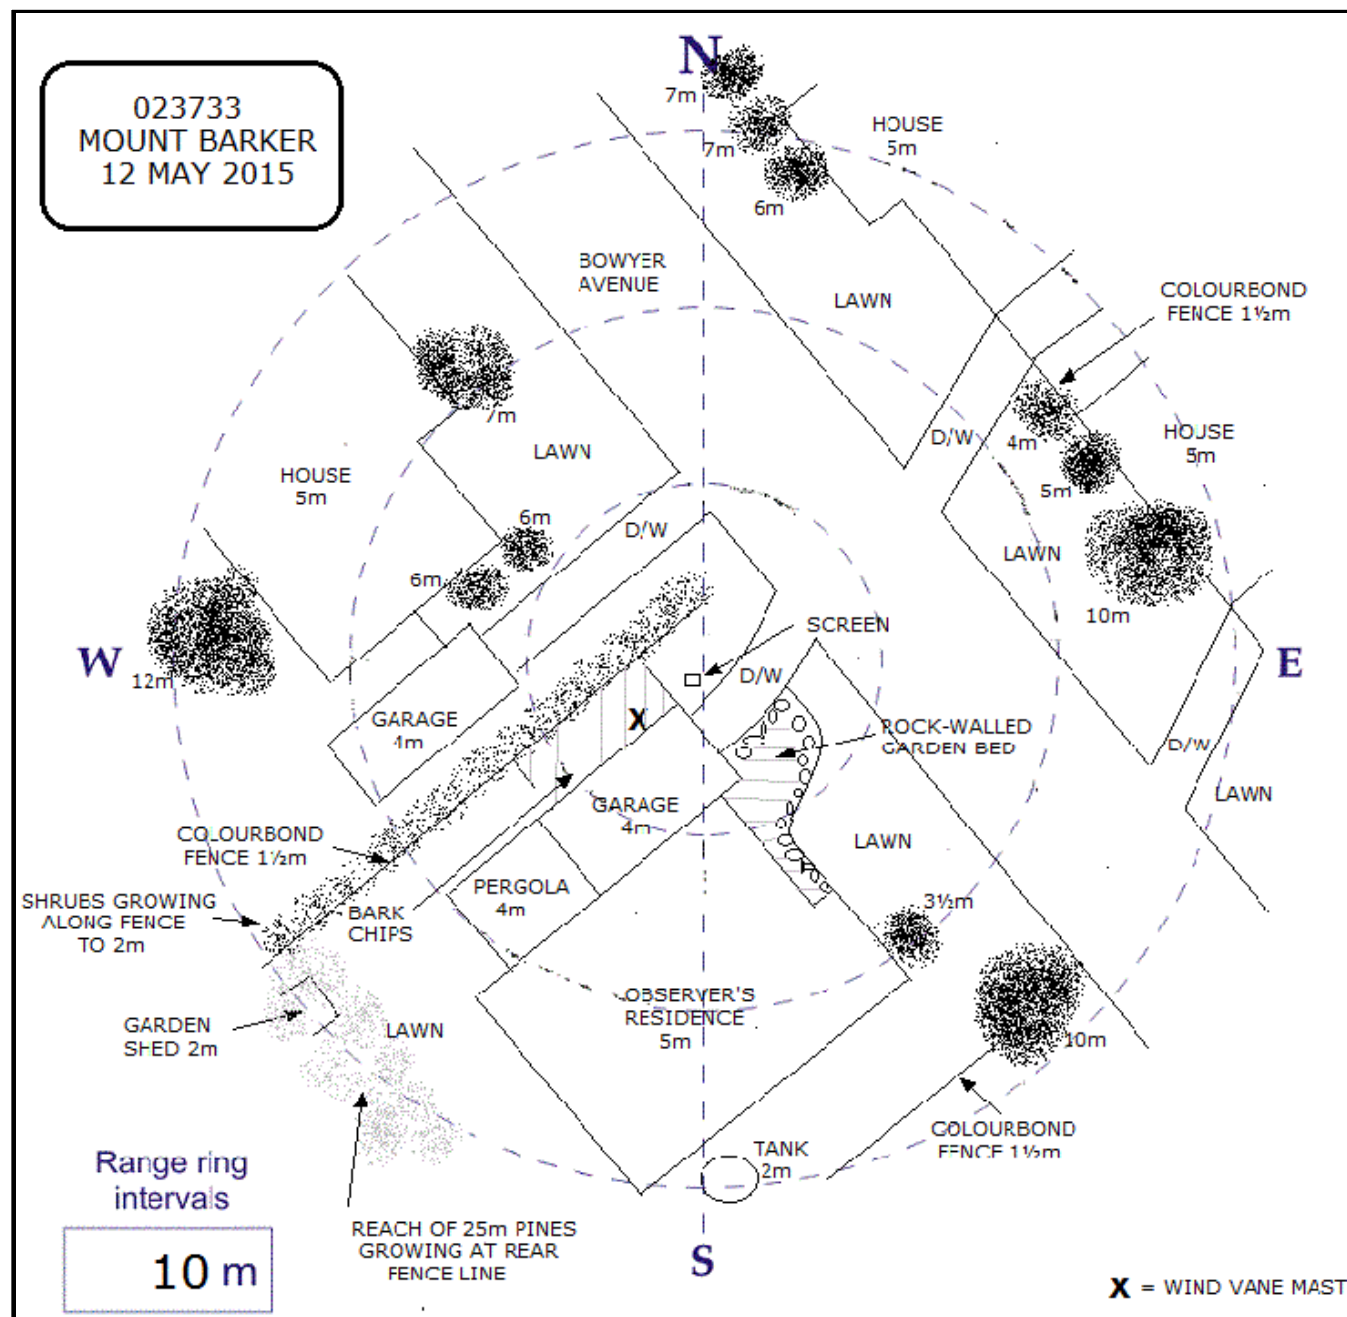 023733
MOUNT BARKER
12 MAY 2015
N
7m
7m
6m
HOUSE
5m
BOWYER
AVENUE
LAWN
COLOURBOND
FENCE 1½m
7m
LAWN
D/W
4m
HOUSE
5m
5m
HOUSE
5m
6m
D/W
LAWN
6m
10m
SCREEN
W
12m
D/W
E
GARAGE
4m
X
ROCK-WALLED
GARDEN BED
D/W
LAWN
GARAGE
4m
COLOURBOND
FENCE 1½m
LAWN
PERGOLA
4m
SHRUES GROWING
ALONG FENCE
TO 2m
BARK
CHIPS
3½m
OBSERVER'S
RESIDENCE
5m
GARDEN
SHED 2m
LAWN
10m
COLOURBOND
FENCE 1½m
TANK
2m
Range ring
intervals
10 m
REACH OF 25m PINES
GROWING AT REAR
FENCE LINE
S
X = WIND VANE MAST